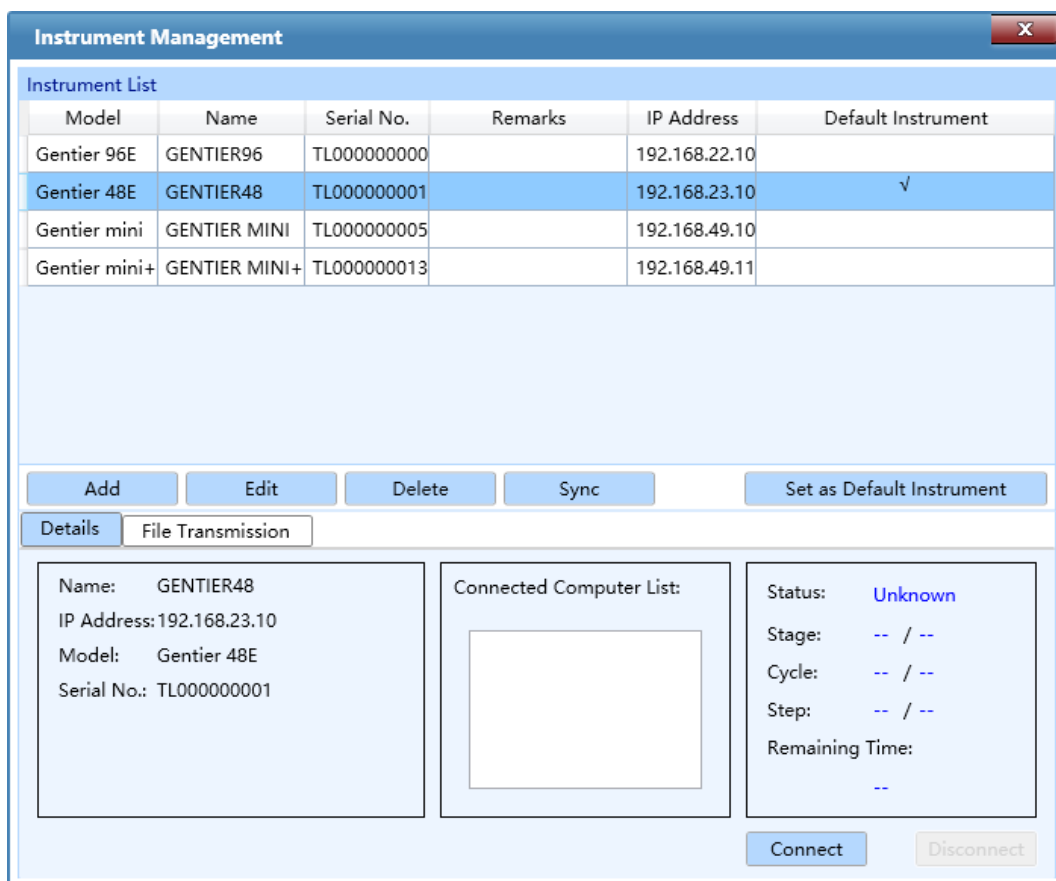 Instrument Management
x
Instrument List
Model Name Serial No. Remarks IP Address Default Instrument
Gentier 96E GENTIER96 TL000000000 192.168.22.10
Gentier 48E GENTIER48 TL000000001 192.168.23.10 √
Gentier mini GENTIER MINI TL000000005 192.168.49.10
Gentier mini+ GENTIER MINI+ TL000000013 192.168.49.11
Add Edit Delete Sync Set as Default Instrument
Details File Transmission
Name: GENTIER48
IP Address: 192.168.23.10
Model: Gentier 48E
Serial No.: TL000000001
Connected Computer List:
Status: Unknown
Stage: -- / --
Cycle: -- / --
Step: -- / --
Remaining Time:
--
Connect Disconnect